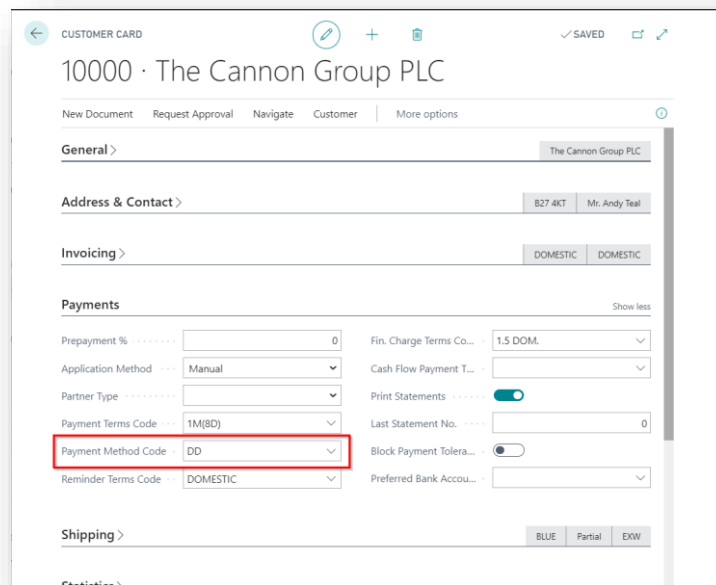 CUSTOMER CARD
SAVED
10000 · The Cannon Group PLC
New Document Request Approval Navigate Customer More options
General The Cannon Group PLC
Address & Contact B27 4KT Mr. Andy Teal
Invoicing DOMESTIC DOMESTIC
Payments Show less
Prepayment % 0 Fin. Charge Terms Co... 1.5 DOM.
Application Method Manual Cash Flow Payment T...
Partner Type Print Statements
Payment Terms Code 1M(8D) Last Statement No. 0
Payment Method Code DD Block Payment Tolera...
Reminder Terms Code DOMESTIC Preferred Bank Accou...
Shipping BLUE Partial EXW